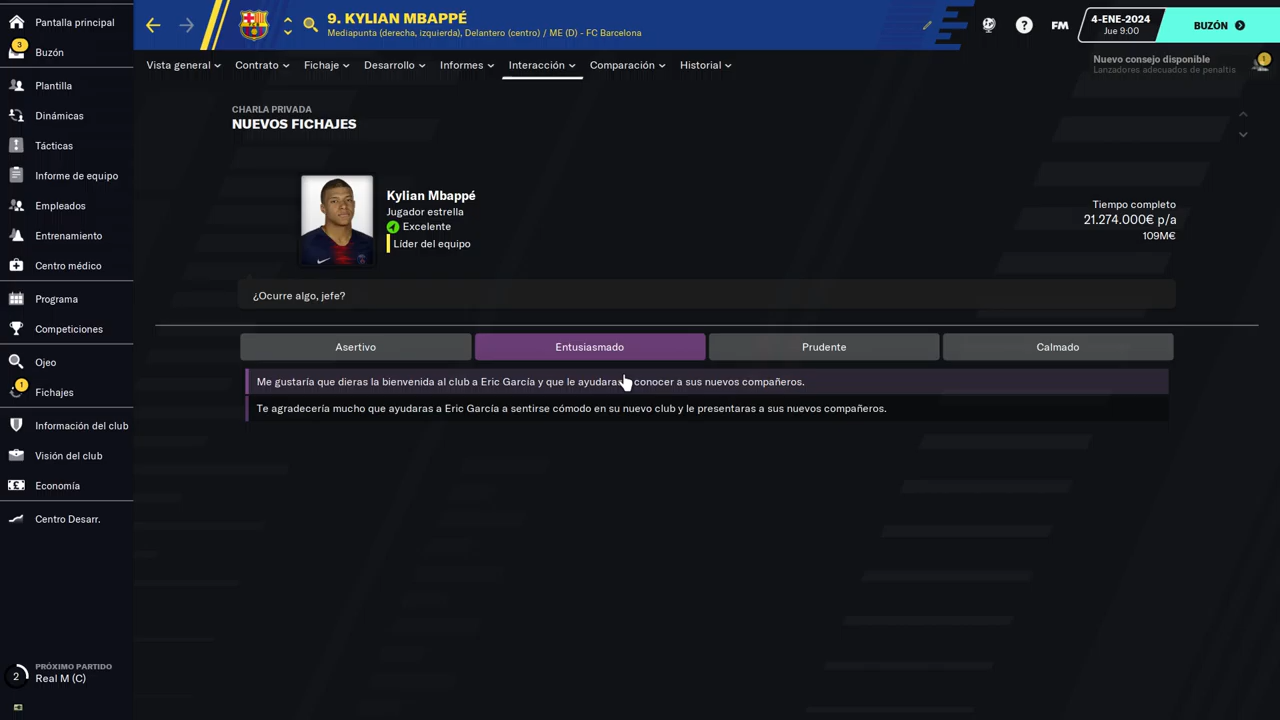 Pantalla principal
3
Buzón
Plantilla
Dinámicas
Tácticas
Informe de equipo
Empleados
Entrenamiento
Centro médico
Programa
Competiciones
Ojeo
1
Fichajes
Información del club
Visión del club
Economía
Centro Desarr.
PRÓXIMO PARTIDO
2
Real M (C)
9. KYLIAN MBAPPÉ
Mediapunta (derecha, izquierda), Delantero (centro) / ME (D) - FC Barcelona
FM
4-ENE-2024
Jue 9:00
BUZÓN
Vista general
Contrato
Fichaje
Desarrollo
Informes
Interacción
Comparación
Historial
Nuevo consejo disponible
Lanzadores adecuados de penaltis
1
CHARLA PRIVADA
NUEVOS FICHAJES
Kylian Mbappé
Jugador estrella
Excelente
Líder del equipo
Tiempo completo
21.274.000€ p/a
109M€
¿Ocurre algo, jefe?
Asertivo
Entusiasmado
Prudente
Calmado
Me gustaría que dieras la bienvenida al club a Eric García y que le ayudaras conocer a sus nuevos compañeros.
Te agradecería mucho que ayudaras a Eric García a sentirse cómodo en su nuevo club y le presentaras a sus nuevos compañeros.